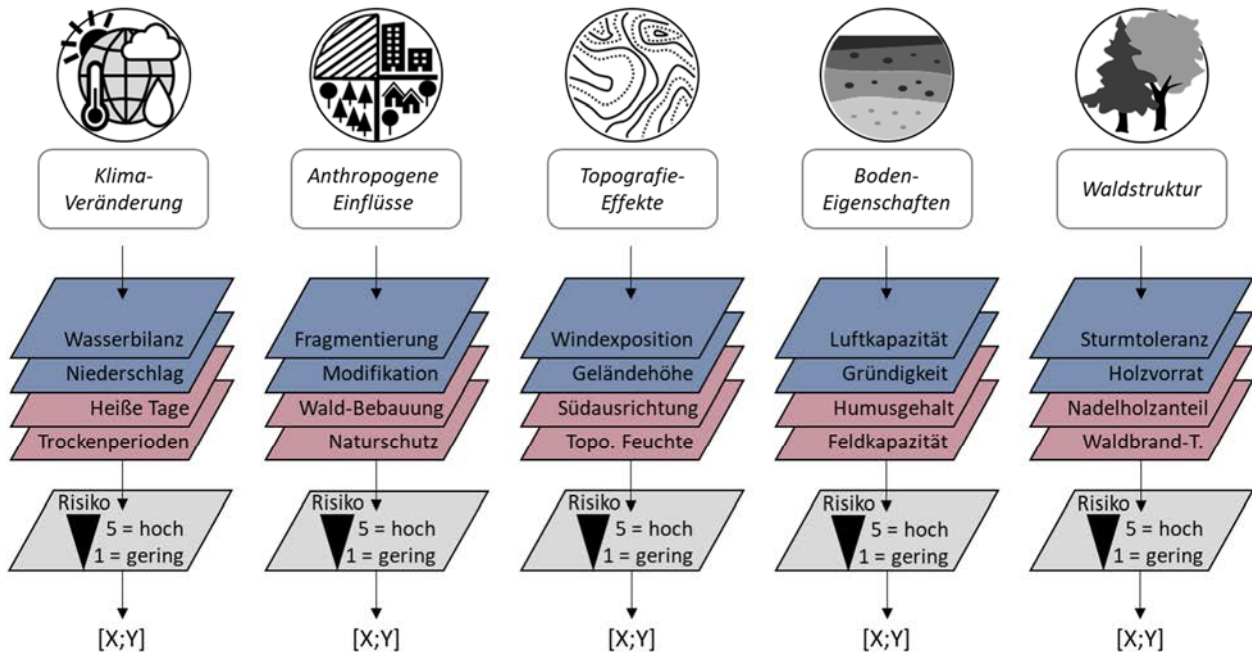 Klima-
Veränderung
Anthropogene
Einflüsse
Topografie-
Effekte
Boden-
Eigenschaften
Waldstruktur
Wasserbilanz
Niederschlag
Heiße Tage
Trockenperioden
Fragmentierung
Modifikation
Wald-Bebauung
Naturschutz
Windexposition
Geländehöhe
Südausrichtung
Topo. Feuchte
Luftkapazität
Gründigkeit
Humusgehalt
Feldkapazität
Sturmtoleranz
Holzvorrat
Nadelholzanteil
Waldbrand-T.
Risiko
5 = hoch
1 = gering
Risiko
5 = hoch
1 = gering
Risiko
5 = hoch
1 = gering
Risiko
5 = hoch
1 = gering
Risiko
5 = hoch
1 = gering
[X;Y]
[X;Y]
[X;Y]
[X;Y]
[X;Y]